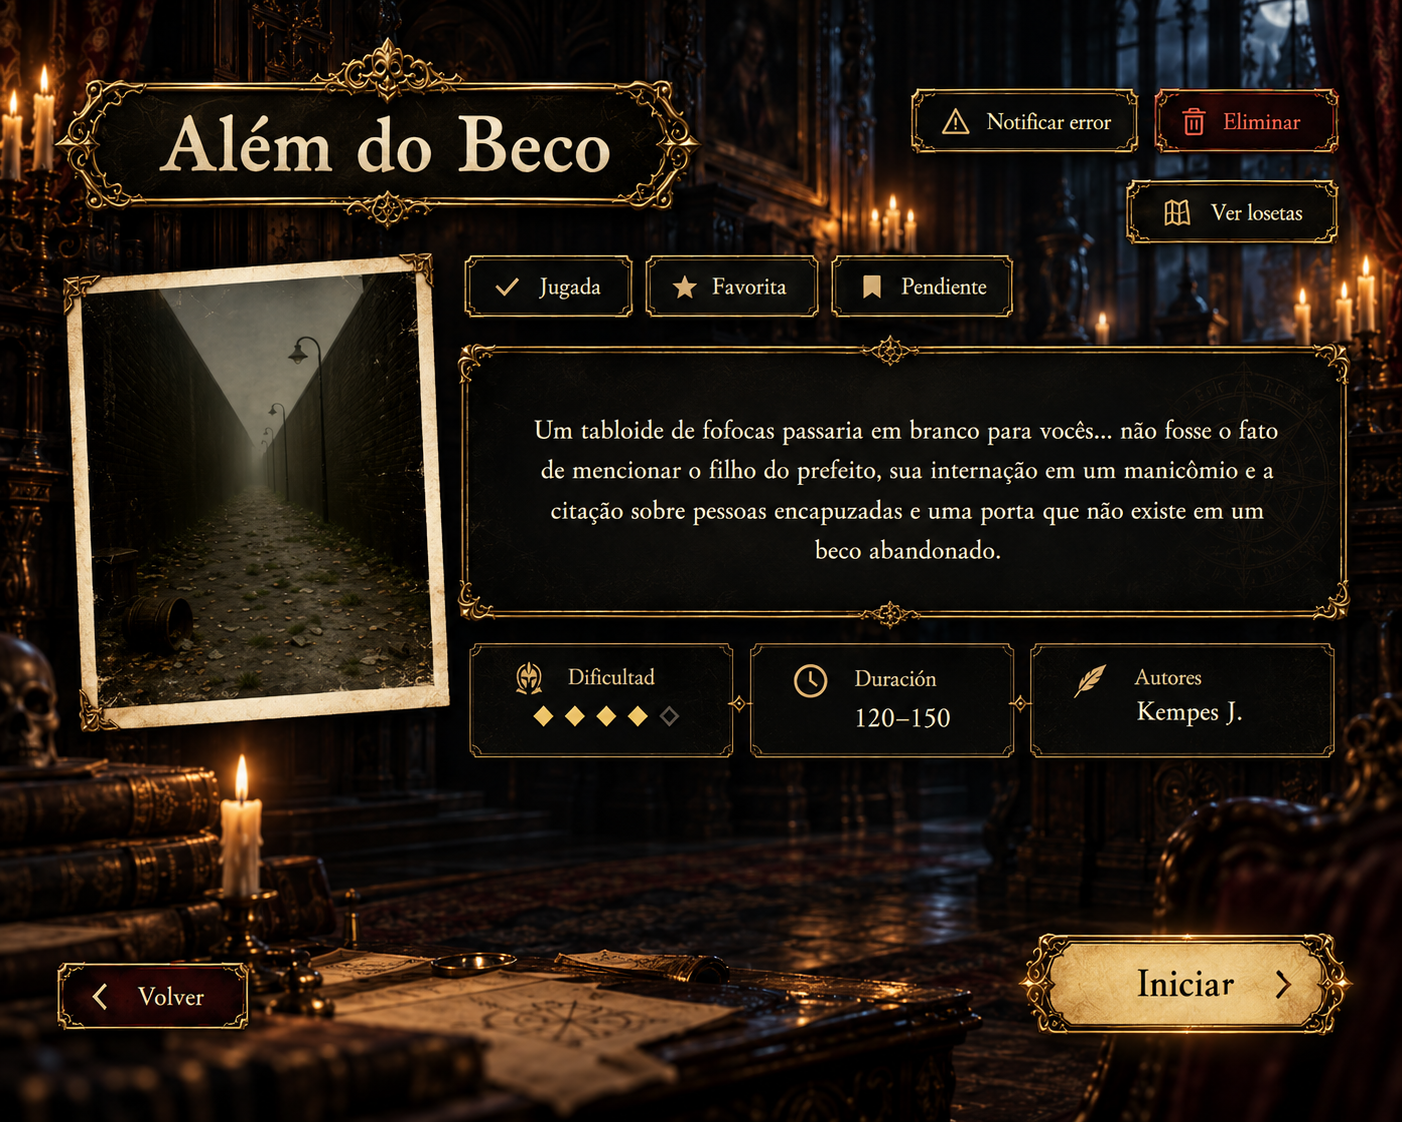 Além do Beco
Notificar error
Eliminar
Ver losetas
Jugada
Favorita
Pendiente
Um tabloide de fofocas passaria em branco para vocês... não fosse o fato
de mencionar o filho do prefeito, sua internação em um manicômio e a
citação sobre pessoas encapuzadas e uma porta que não existe em um
beco abandonado.
Dificultad
Duración
120–150
Autores
Kempes J.
Volver
Iniciar